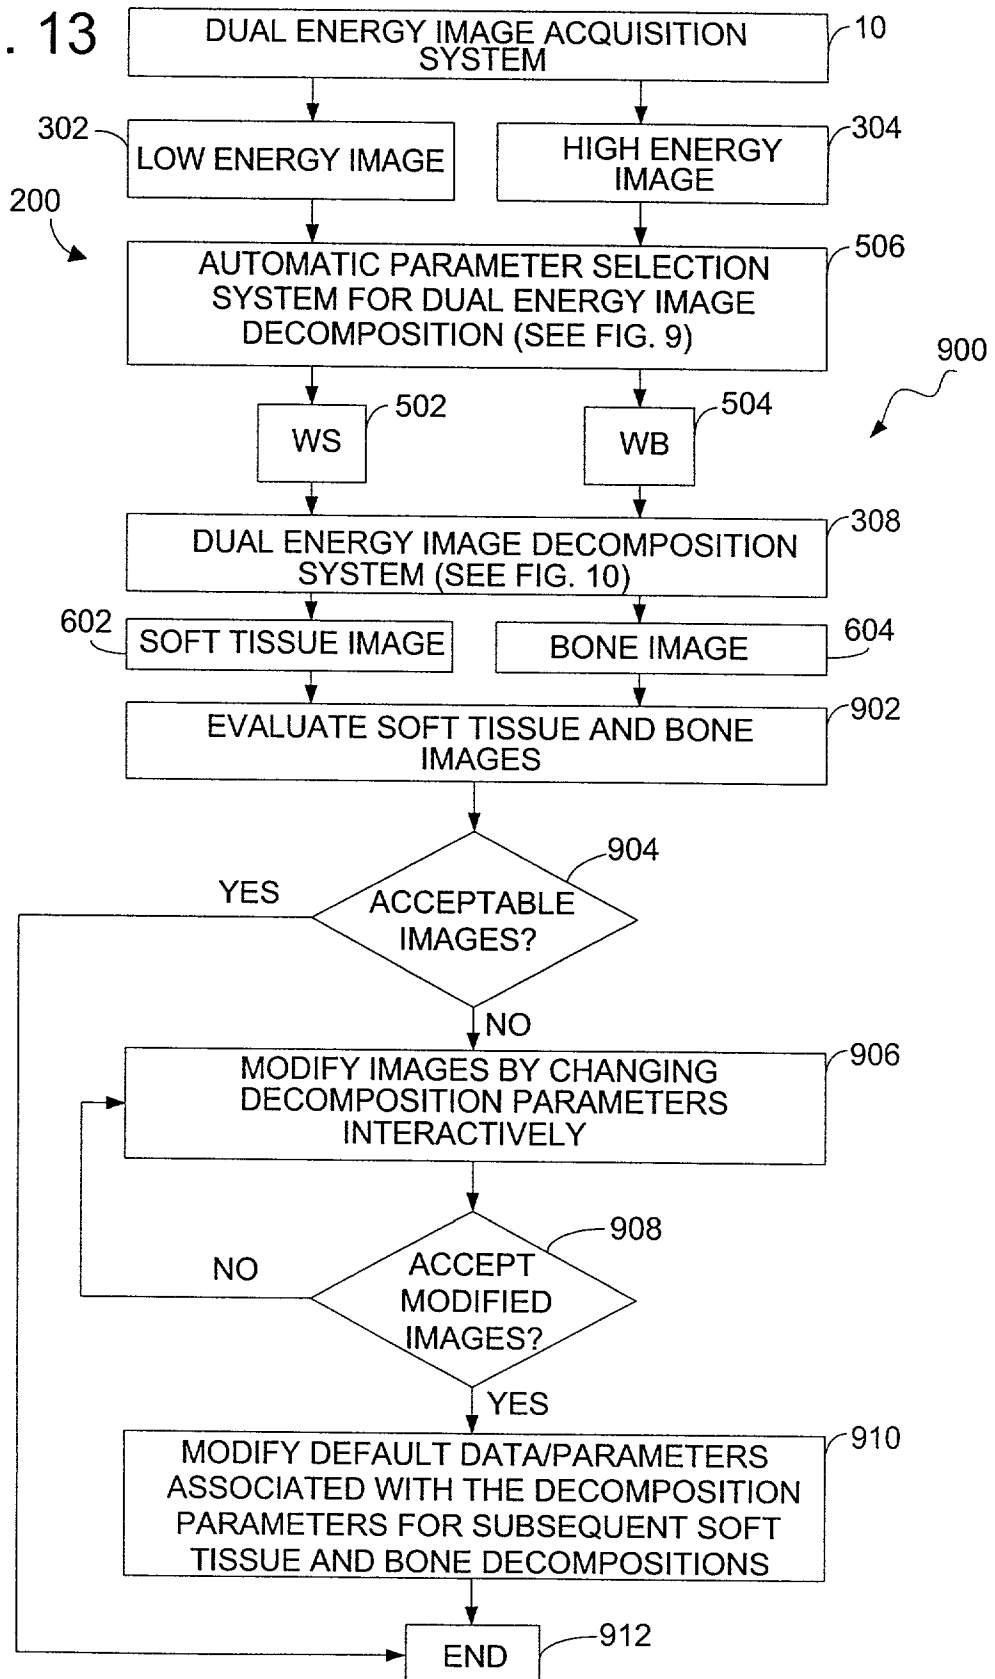 . 13
DUAL ENERGY IMAGE ACQUISITION
SYSTEM
10
302
LOW ENERGY IMAGE
HIGH ENERGY
IMAGE
304
200
AUTOMATIC PARAMETER SELECTION
SYSTEM FOR DUAL ENERGY IMAGE
DECOMPOSITION (SEE FIG. 9)
506
900
WS
502
WB
504
DUAL ENERGY IMAGE DECOMPOSITION
SYSTEM (SEE FIG. 10)
308
602
SOFT TISSUE IMAGE
BONE IMAGE
604
EVALUATE SOFT TISSUE AND BONE
IMAGES
902
904
YES
ACCEPTABLE
IMAGES?
NO
MODIFY IMAGES BY CHANGING
DECOMPOSITION PARAMETERS
INTERACTIVELY
906
908
NO
ACCEPT
MODIFIED
IMAGES?
YES
MODIFY DEFAULT DATA/PARAMETERS
ASSOCIATED WITH THE DECOMPOSITION
PARAMETERS FOR SUBSEQUENT SOFT
TISSUE AND BONE DECOMPOSITIONS
910
END
912